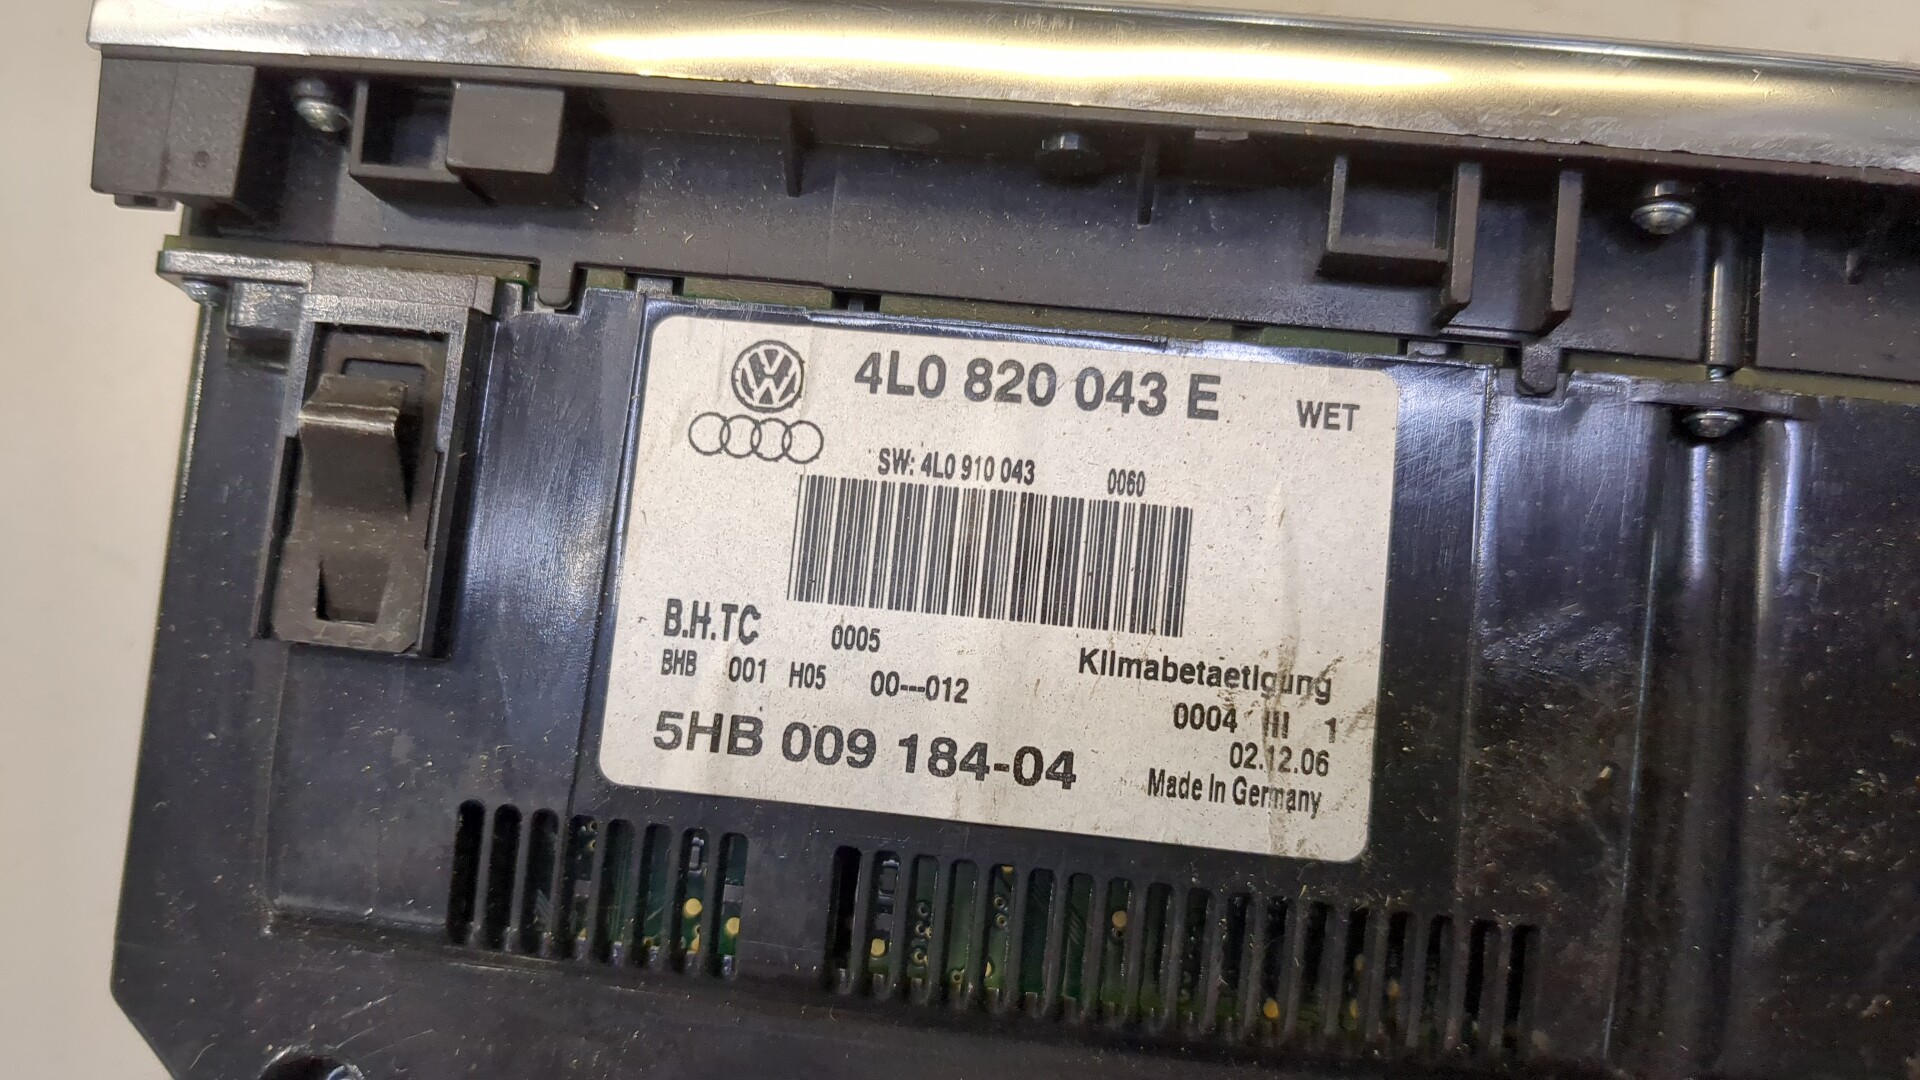 4L0 820 043 E WET
SW: 4L0 910 043 0060
B.H.TC 0005
BHB 001 H05 00---012
Klimabetaetigung
0004 III 1
5HB 009 184-04
02.12.06
Made in Germany